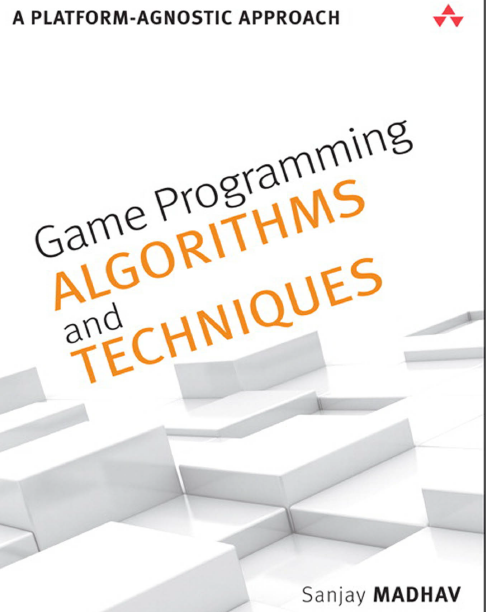 A PLATFORM-AGNOSTIC APPROACH
Game Programming
ALGORITHMS
and
TECHNIQUES
Sanjay MADHAV